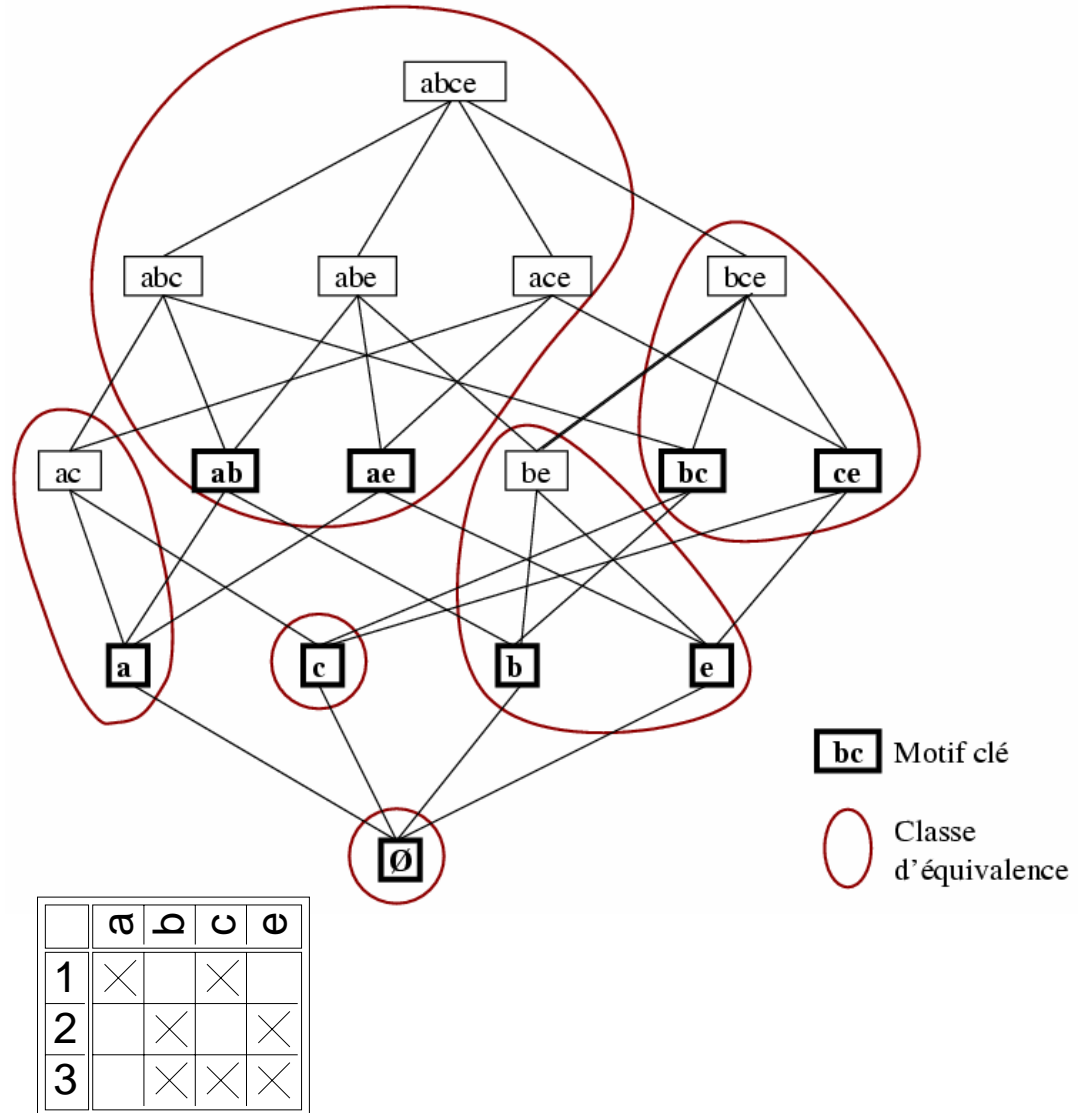 abce
abc abe ace bce
ac ab ae be bc ce
a c b e
bc Motif clé
Classe
d'équivalence
Ø
a b c e
1
2
3